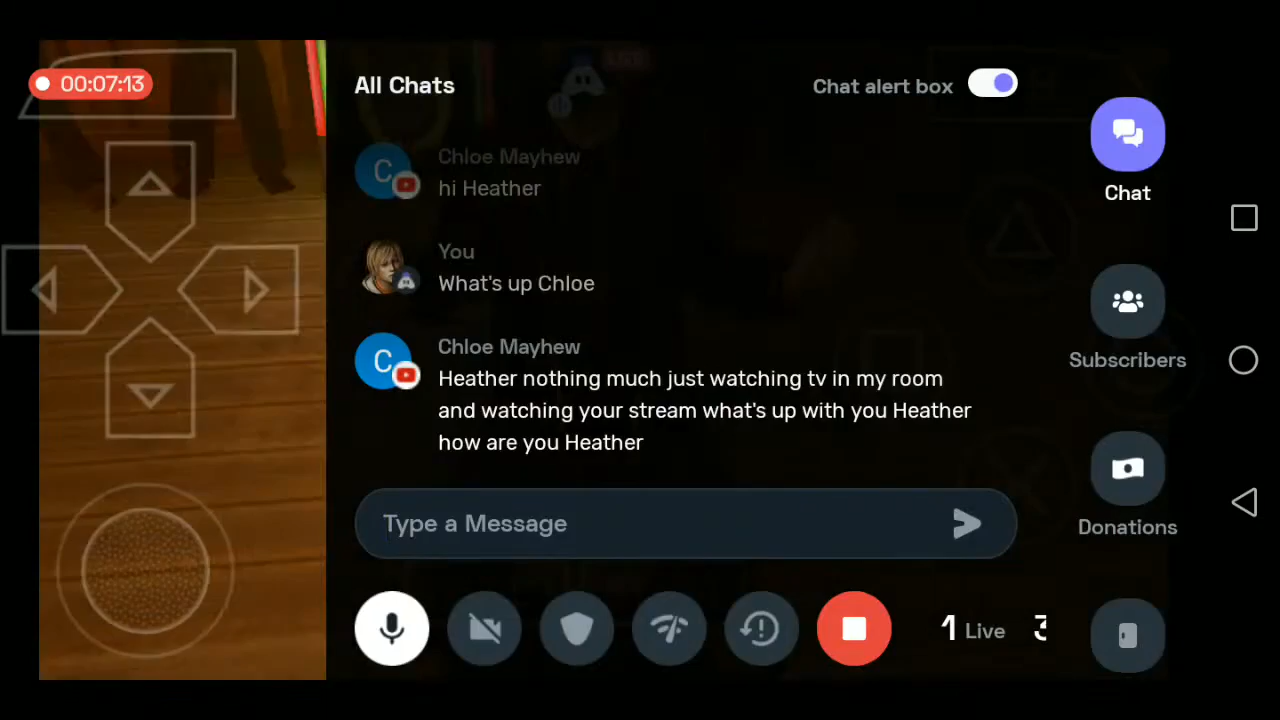 00:07:13
All Chats
Chat alert box
Chloe Mayhew
hi Heather
You
What's up Chloe
Chloe Mayhew
Heather nothing much just watching tv in my room
and watching your stream what's up with you Heather
how are you Heather
Type a Message
1 Live
Chat
Subscribers
Donations